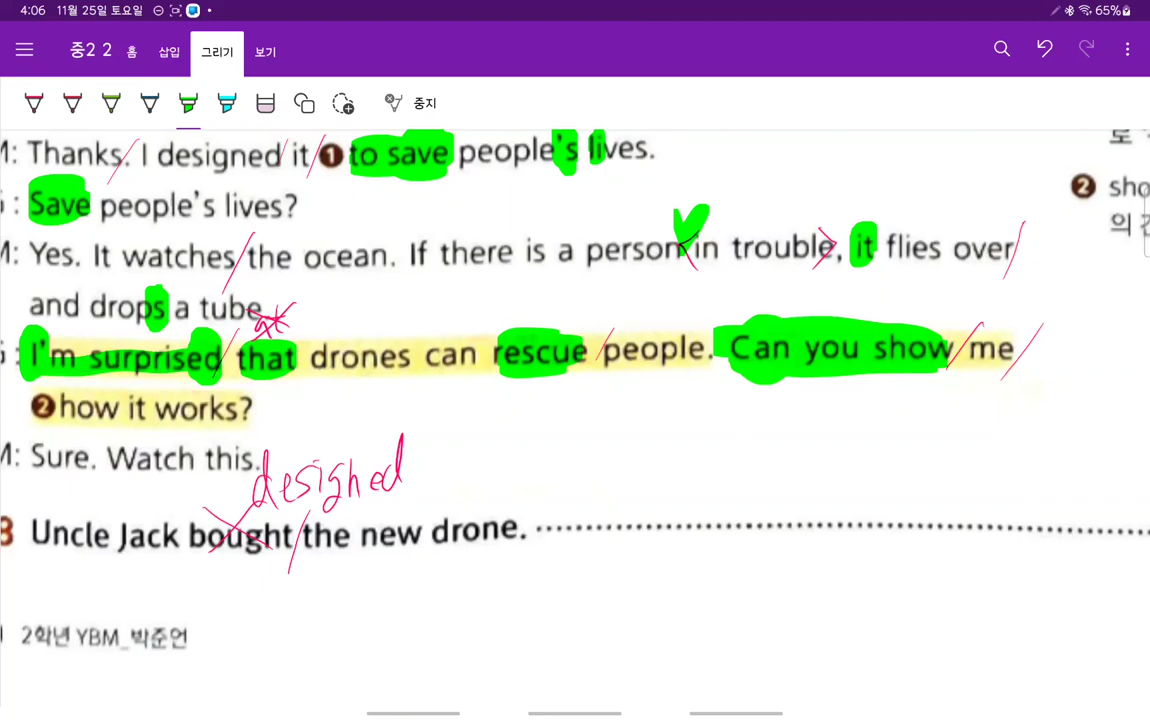 4:06 11월 25일 토요일 65%
중2 2 홈 삽입 그리기 보기
중지
M: Thanks. I designed it ❶ to save people's lives.
: Save people's lives?
❷ sho
M: Yes. It watches the ocean. If there is a person in trouble, it flies over
의
and drops a tube.
: I'm surprised that drones can rescue people. Can you show me
❷ how it works?
M: Sure. Watch this.
designed
3 Uncle Jack bought the new drone.
2학년 YBM_박준언